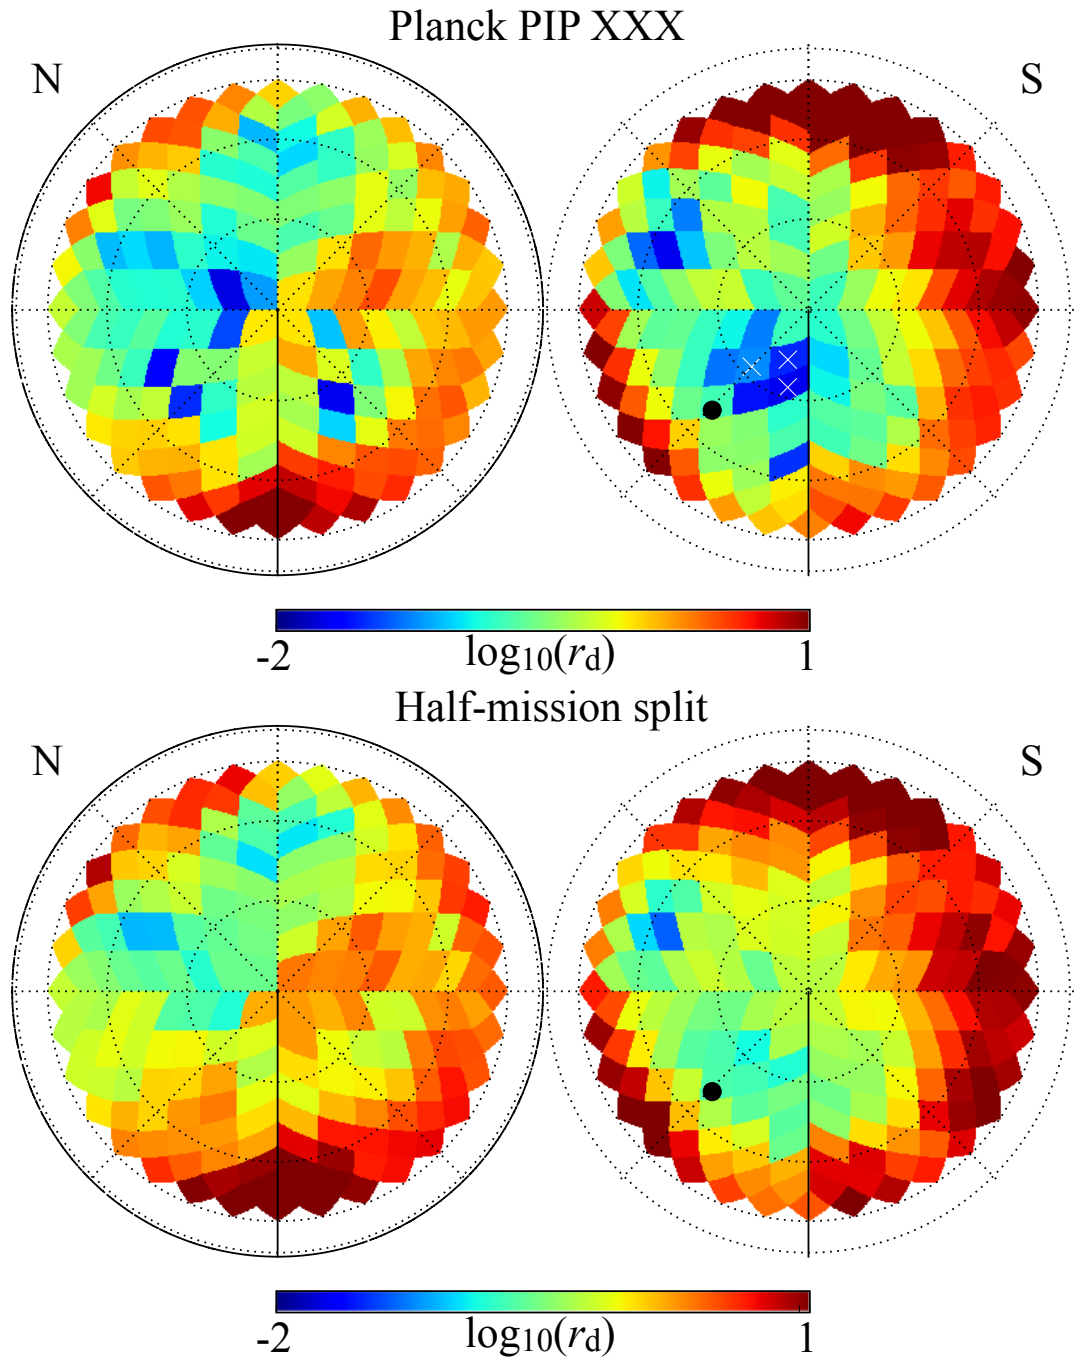 Planck PIP XXX
N
S
-2
log10(rd)
1
Half-mission split
N
S
-2
log10(rd)
1